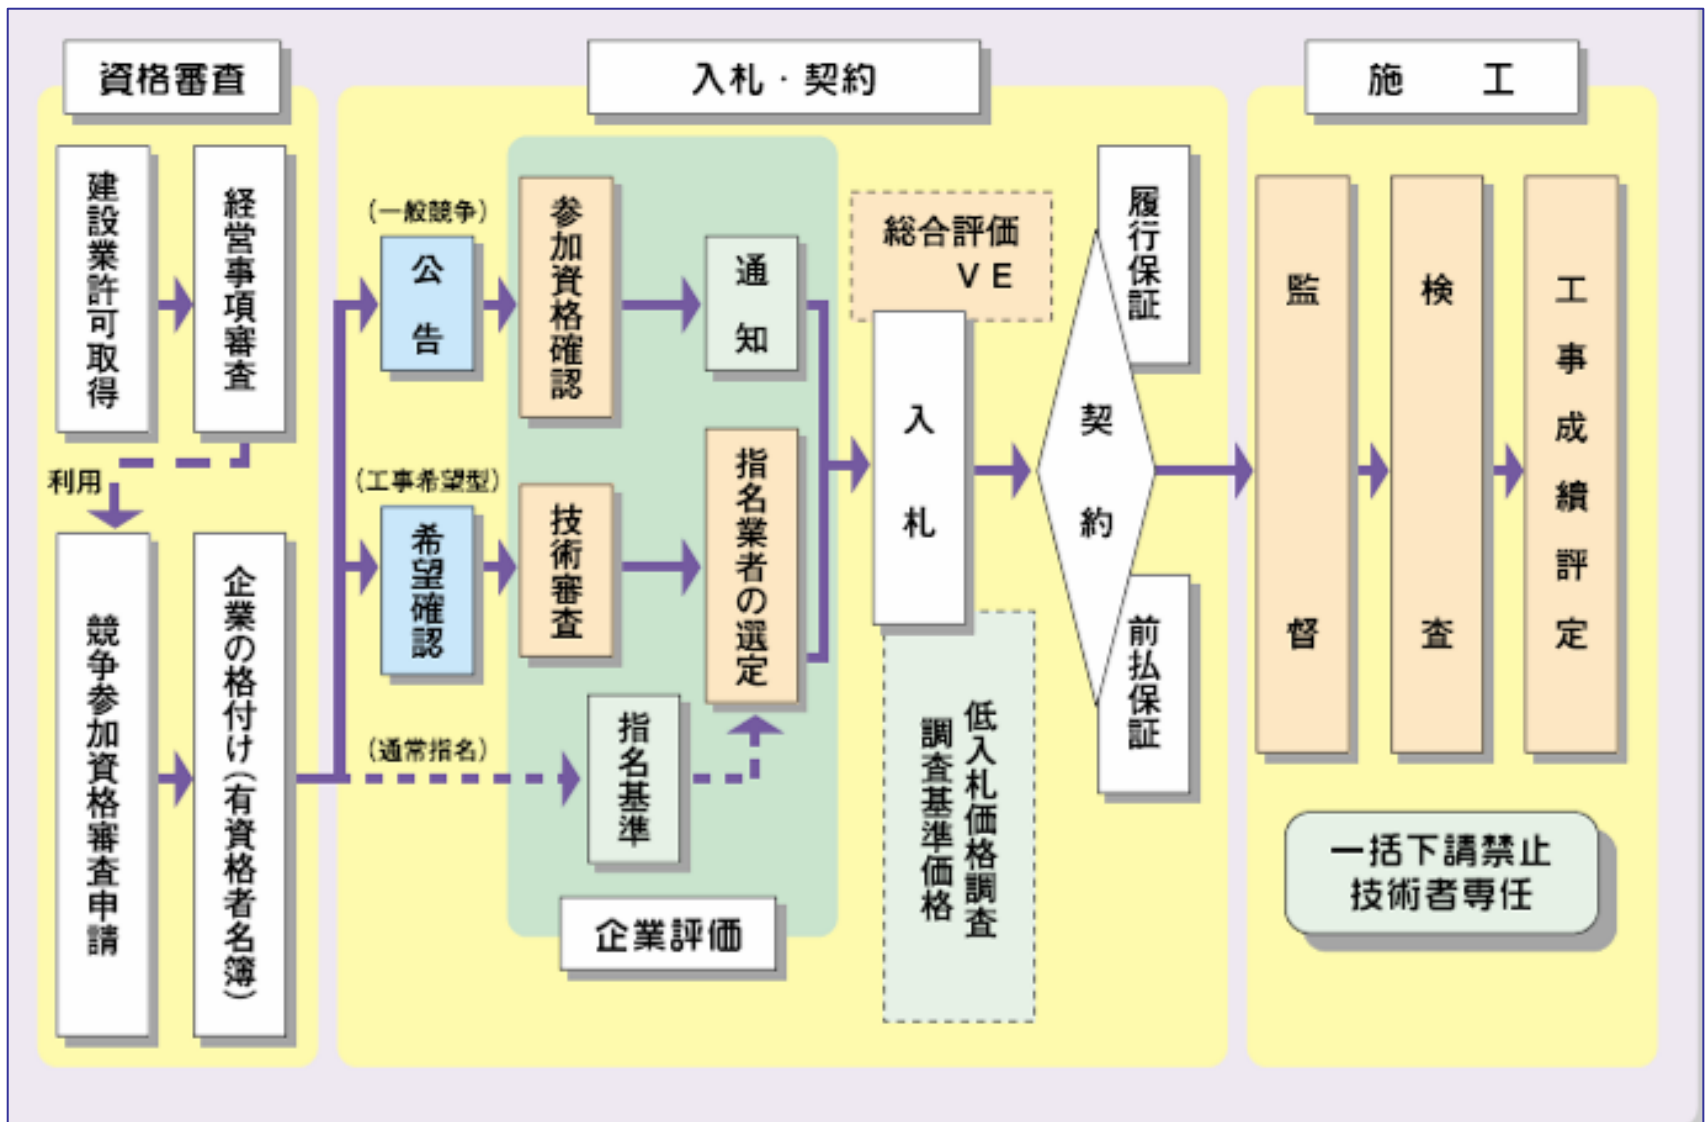 資格審査
建設業許可取得
経営事項審査
利用
競争参加資格審査申請
企業の格付け(有資格者名簿)
入札・契約
(一般競争)
公告
参加資格確認
通知
(工事希望型)
希望確認
技術審査
指名業者の選定
(通常指名)
指名基準
企業評価
総合評価
VE
入札
低入札価格調査
調査基準価格
契約
履行保証
前払保証
施工
監督
検査
工事成績評定
一括下請禁止
技術者専任